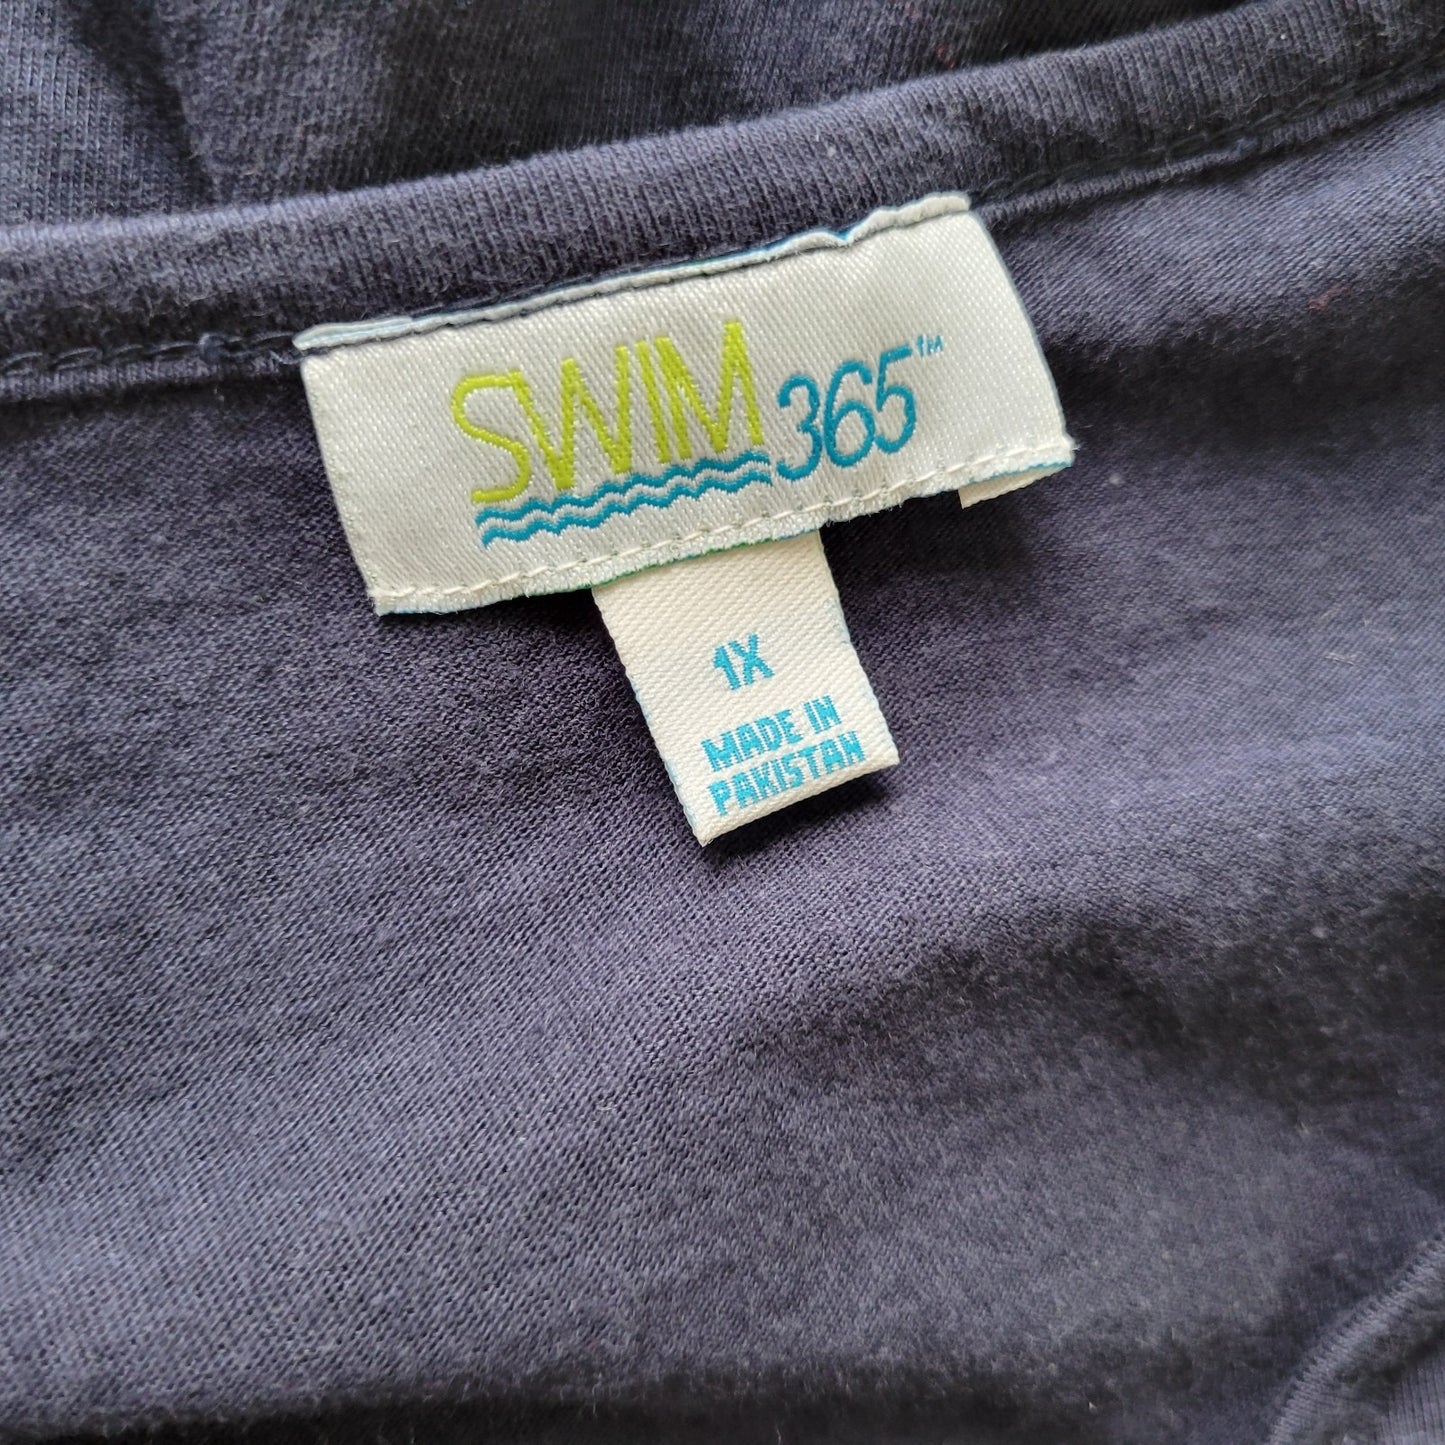 SWIM 365™
1X
MADE IN
PAKISTAN